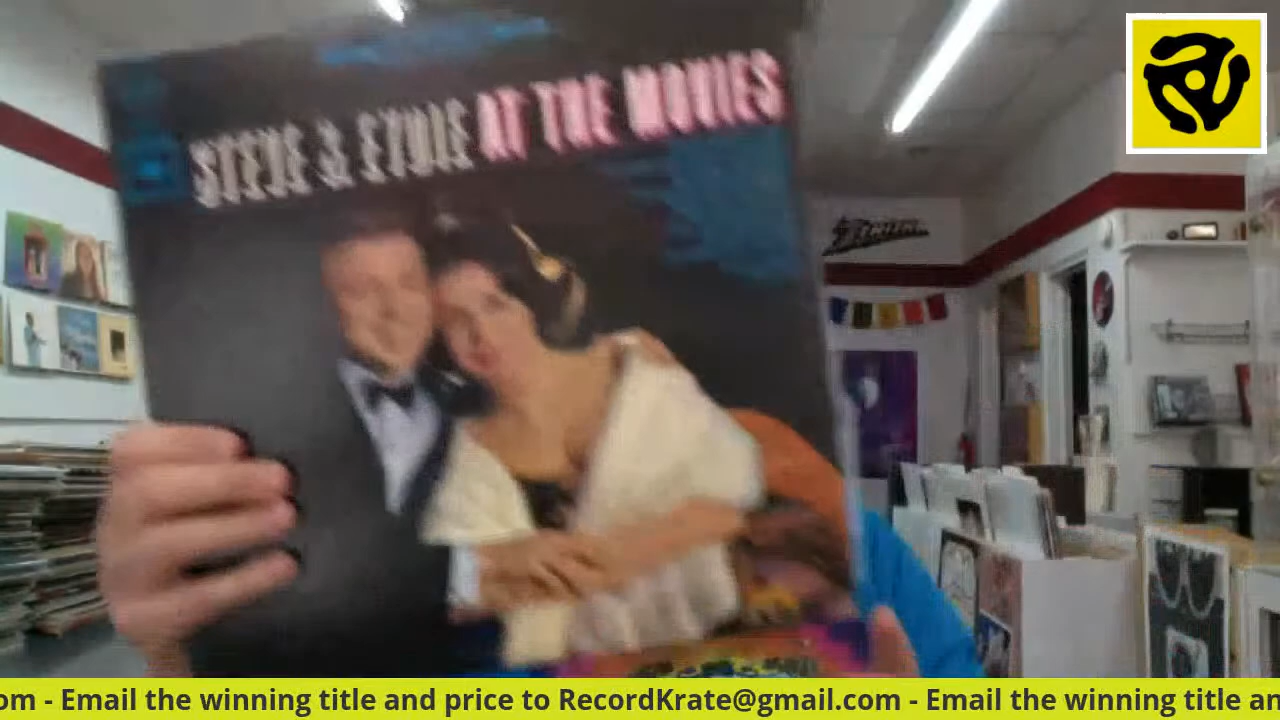 STEVE & EYDIE AT THE MOVIES
om - Email the winning title and price to RecordKrate@gmail.com - Email the winning title an